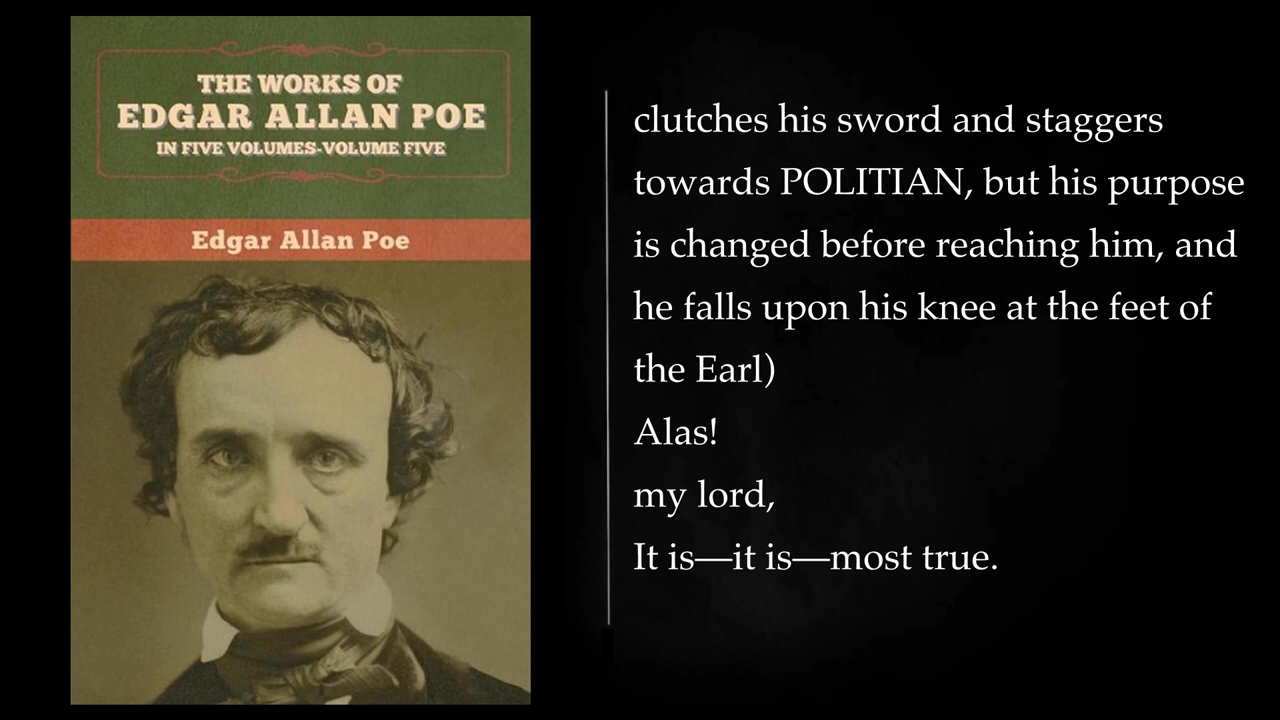 THE WORKS OF
EDGAR ALLAN POE
IN FIVE VOLUMES-VOLUME FIVE
Edgar Allan Poe
clutches his sword and staggers
towards POLITIAN, but his purpose
is changed before reaching him, and
he falls upon his knee at the feet of
the Earl)
Alas!
my lord,
It is—it is—most true.